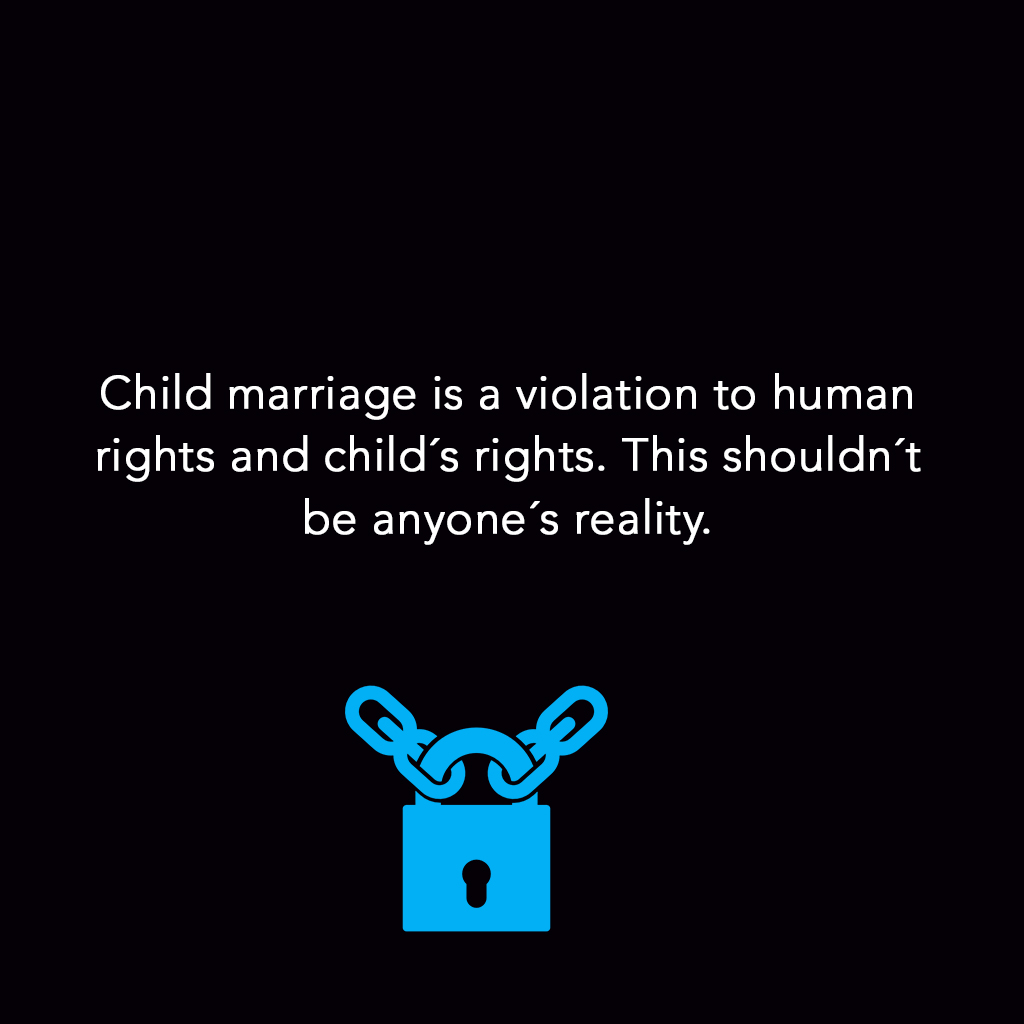 Child marriage is a violation to human
rights and child´s rights. This shouldn´t
be anyone´s reality.